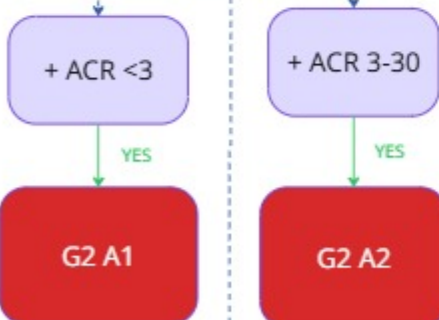 + ACR <3
+ ACR 3-30
YES
YES
G2 A1
G2 A2